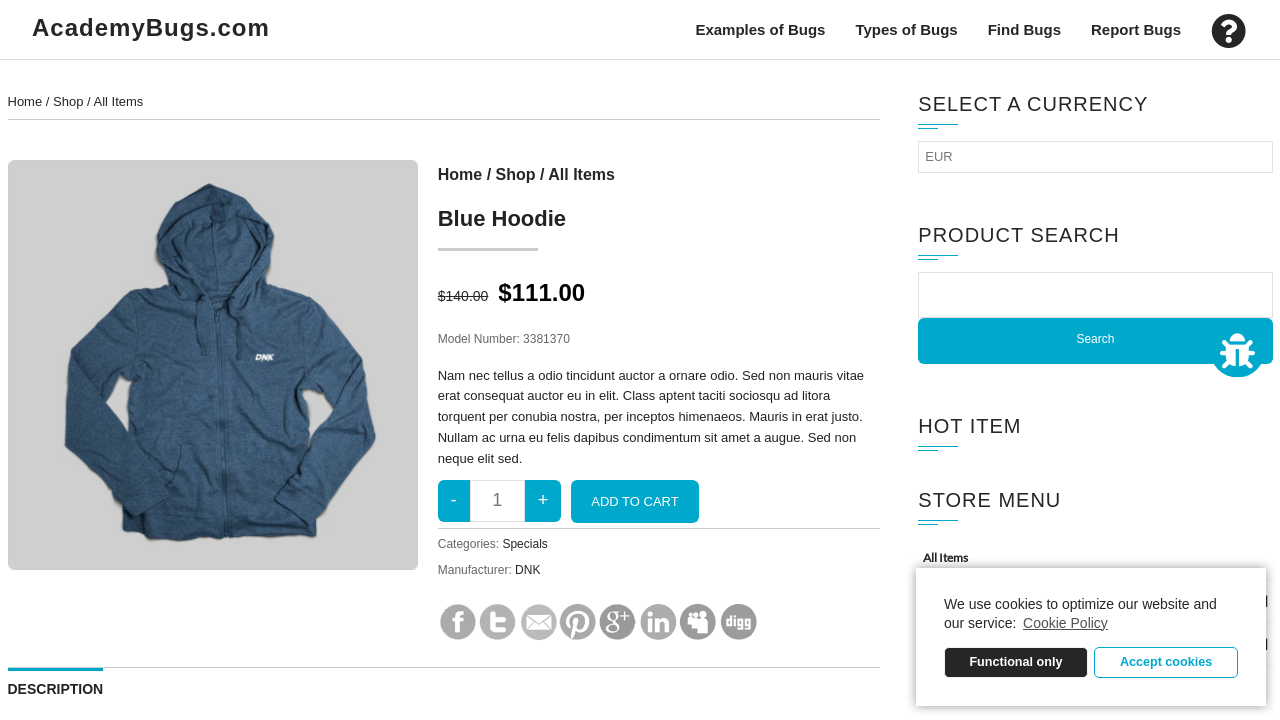 AcademyBugs.com
Examples of Bugs
Types of Bugs
Find Bugs
Report Bugs
Home / Shop / All Items
DNK
Home / Shop / All Items
Blue Hoodie
$140.00 $111.00
Model Number: 3381370
Nam nec tellus a odio tincidunt auctor a ornare odio. Sed non mauris vitae
erat consequat auctor eu in elit. Class aptent taciti sociosqu ad litora
torquent per conubia nostra, per inceptos himenaeos. Mauris in erat justo.
Nullam ac urna eu felis dapibus condimentum sit amet a augue. Sed non
neque elit sed.
- 1 + ADD TO CART
Categories: Specials
Manufacturer: DNK
digg
DESCRIPTION
SELECT A CURRENCY
EUR
PRODUCT SEARCH
Search
HOT ITEM
STORE MENU
All Items
We use cookies to optimize our website and
our service: Cookie Policy
Functional only
Accept cookies